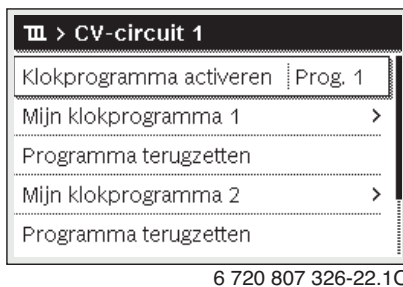 > CV-circuit 1
Klokprogramma activeren Prog. 1
Mijn klokprogramma 1 >
Programma terugzetten
Mijn klokprogramma 2 >
Programma terugzetten
6 720 807 326-22.1O